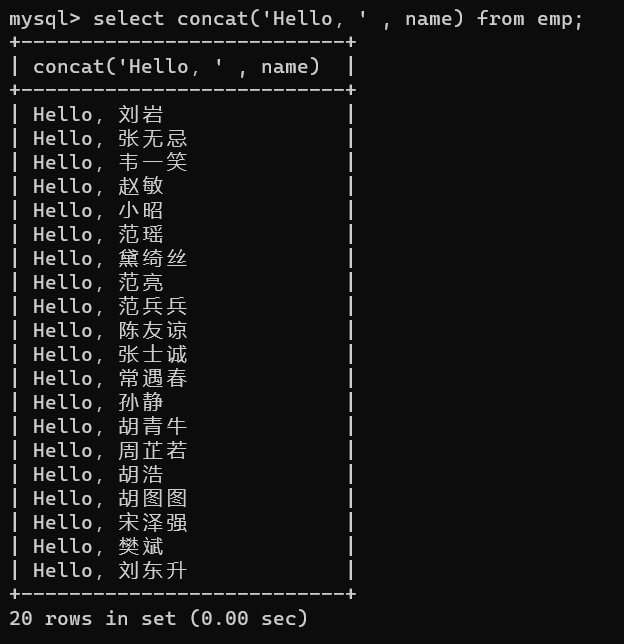 mysql> select concat('Hello, ' , name) from emp;
+---------------------------+
| concat('Hello, ' , name)  |
+---------------------------+
| Hello, 刘岩               |
| Hello, 张无忌             |
| Hello, 韦一笑             |
| Hello, 赵敏               |
| Hello, 小昭               |
| Hello, 范瑶               |
| Hello, 黛绮丝             |
| Hello, 范亮               |
| Hello, 范兵兵             |
| Hello, 陈友谅             |
| Hello, 张士诚             |
| Hello, 常遇春             |
| Hello, 孙静               |
| Hello, 胡青牛             |
| Hello, 周芷若             |
| Hello, 胡浩               |
| Hello, 胡图图             |
| Hello, 宋泽强             |
| Hello, 樊斌               |
| Hello, 刘东升             |
+---------------------------+
20 rows in set (0.00 sec)